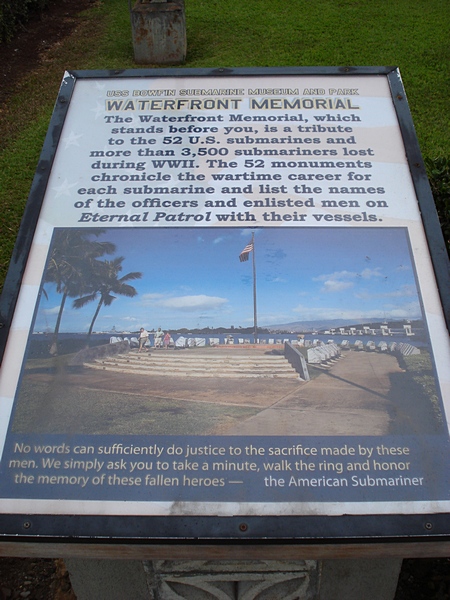 USS BOWFIN SUBMARINE MUSEUM AND PARK
WATERFRONT MEMORIAL
The Waterfront Memorial, which
stands before you, is a tribute
to the 52 U.S. submarines and
more than 3,500 submariners lost
during WWII. The 52 monuments
chronicle the wartime career for
each submarine and list the names
of the officers and enlisted men on
Eternal Patrol with their vessels.
No words can sufficiently do justice to the sacrifice made by these
men. We simply ask you to take a minute, walk the ring and honor
the memory of these fallen heroes — the American Submariner